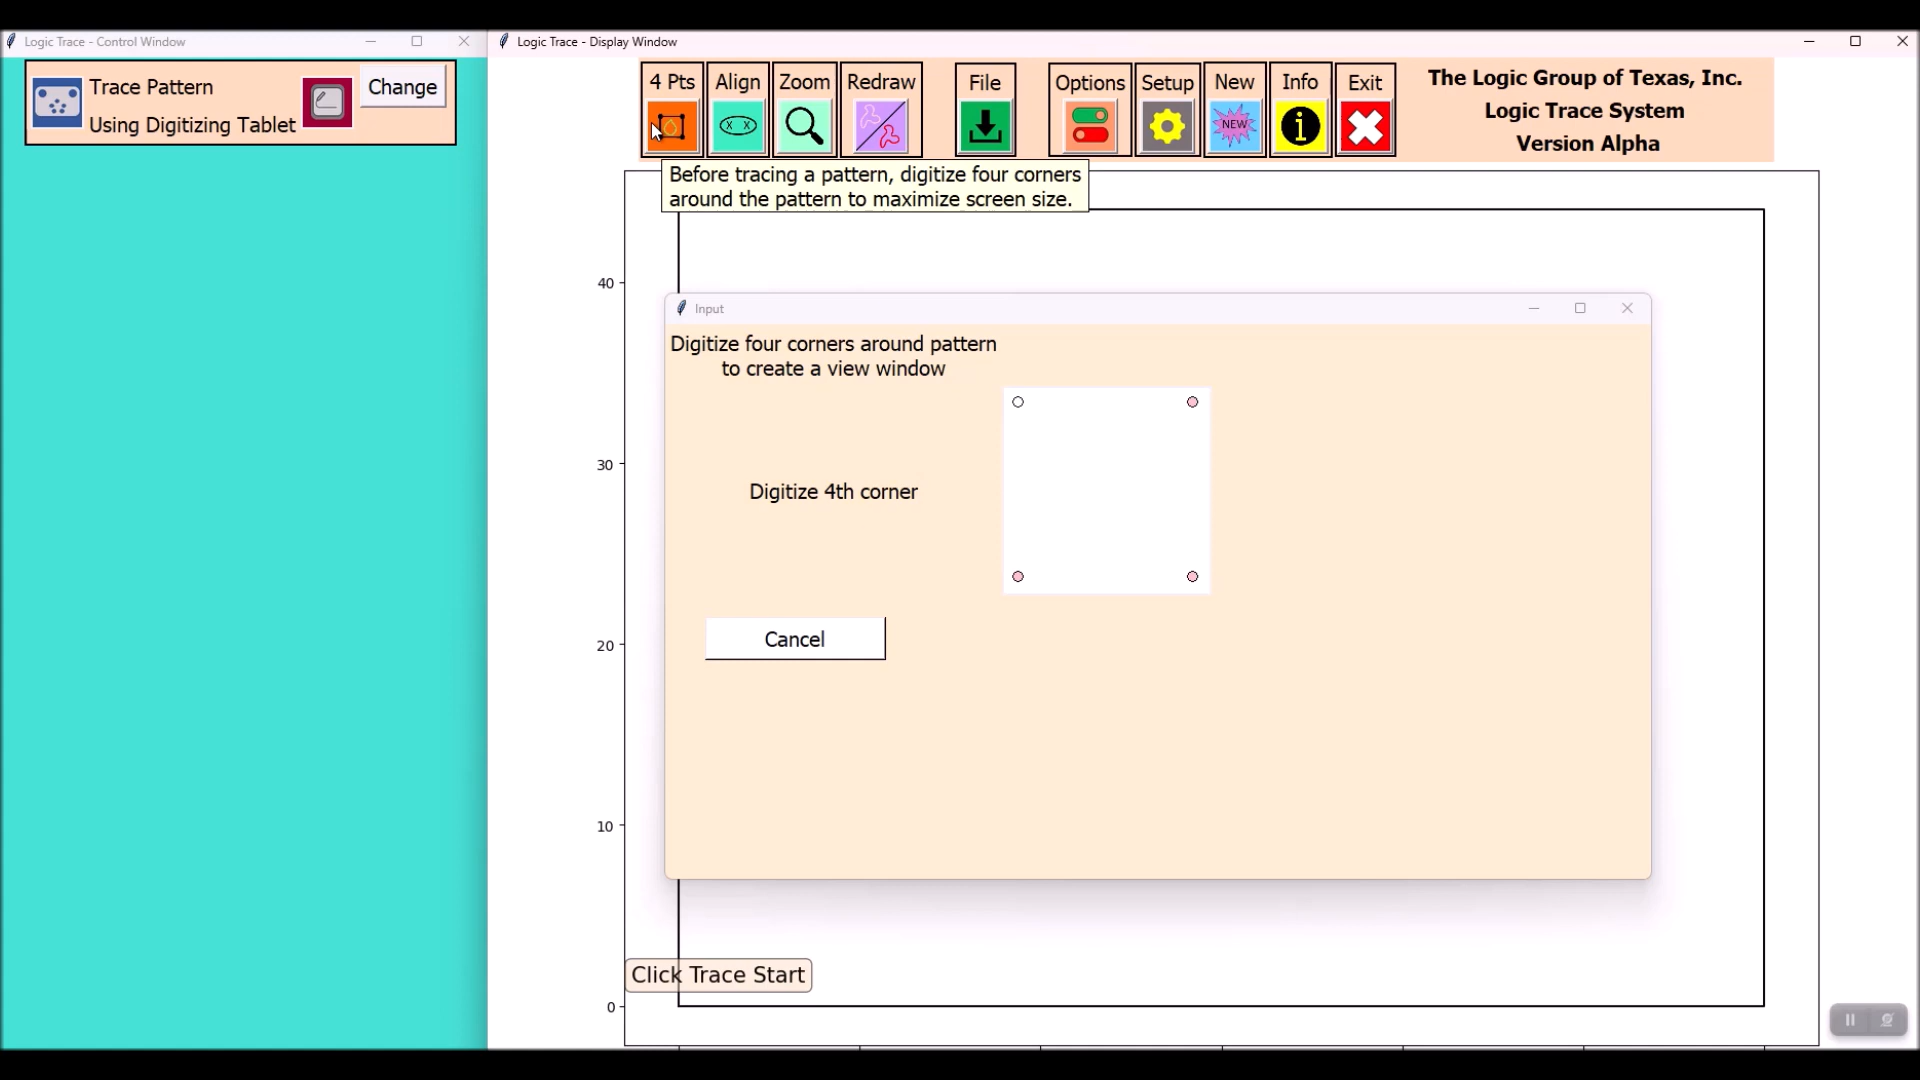 Logic Trace - Control Window
Logic Trace - Display Window
Trace Pattern
Using Digitizing Tablet
Change
4 Pts
Align
Zoom
Redraw
File
Options
Setup
New
Info
Exit
X X
NEW
i
The Logic Group of Texas, Inc.
Logic Trace System
Version Alpha
Before tracing a pattern, digitize four corners
around the pattern to maximize screen size.
40
30
20
10
0
Input
Digitize four corners around pattern
to create a view window
Digitize 4th corner
Cancel
Click Trace Start